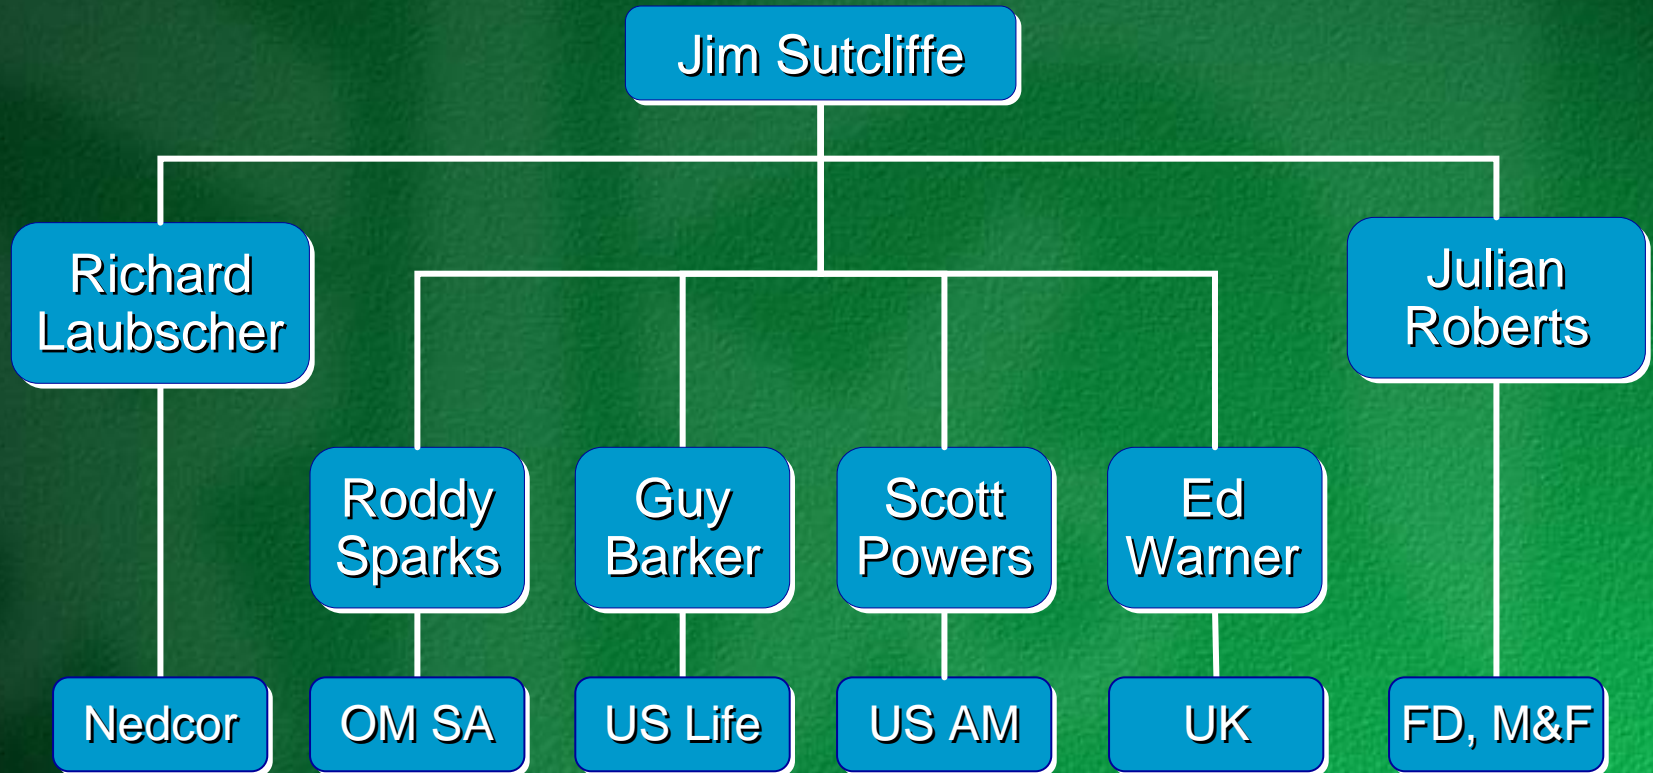 Jim Sutcliffe
Richard
Laubscher
Julian
Roberts
Roddy
Sparks
Guy
Barker
Scott
Powers
Ed
Warner
Nedcor
OM SA
US Life
US AM
UK
FD, M&F